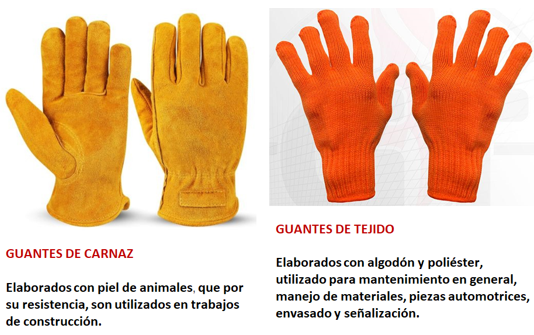 GUANTES DE CARNAZ
Elaborados con piel de animales, que por
su resistencia, son utilizados en trabajos
de construcción.
GUANTES DE TEJIDO
Elaborados con algodón y poliéster,
utilizado para mantenimiento en general,
manejo de materiales, piezas automotrices,
envasado y señalización.